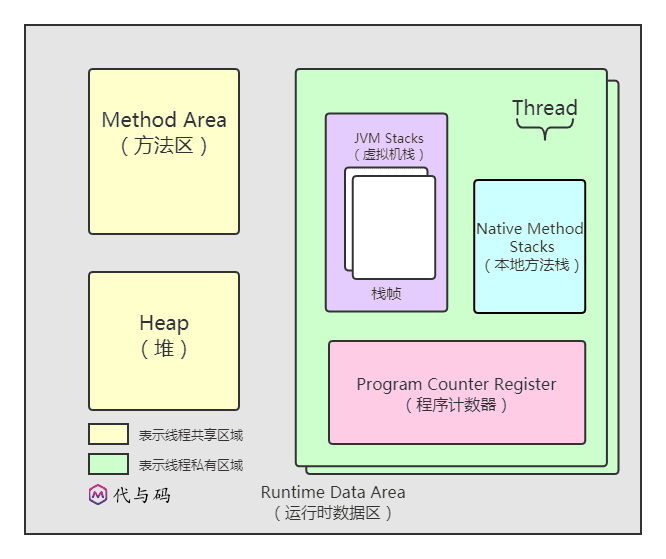 Method Area
（方法区）
Thread
JVM Stacks
（虚拟机栈）
栈帧
Native Method
Stacks
（本地方法栈）
Heap
（堆）
Program Counter Register
（程序计数器）
表示线程共享区域
表示线程私有区域
代与码
Runtime Data Area
（运行时数据区）